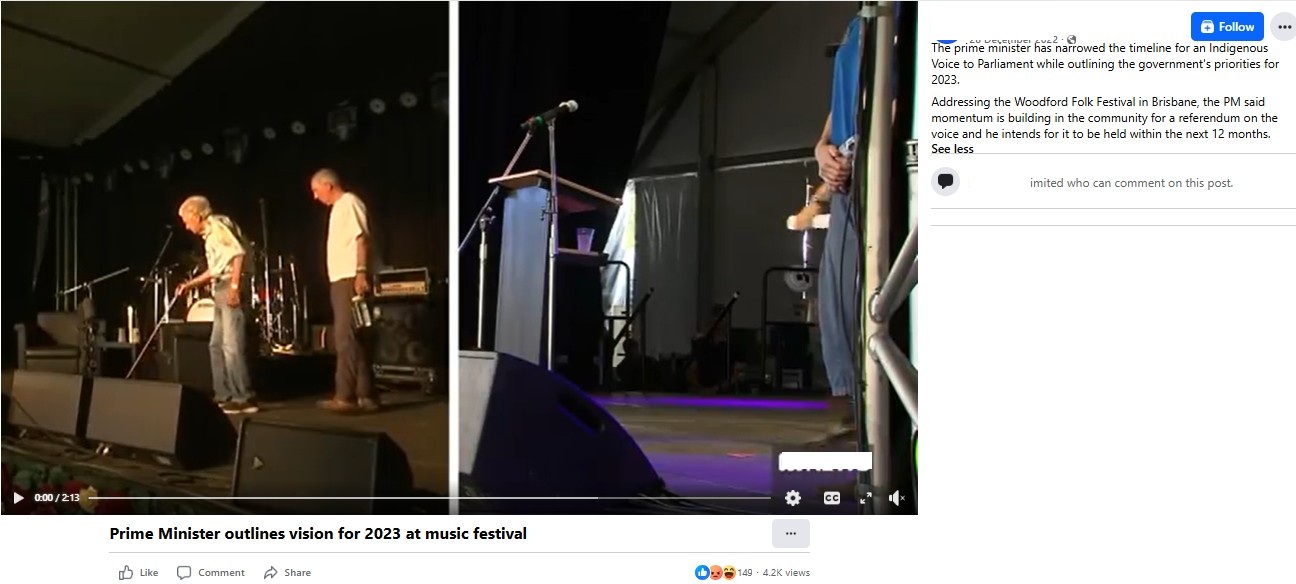 Follow
28 December 2022 ·
The prime minister has narrowed the timeline for an Indigenous
Voice to Parliament while outlining the government's priorities for
2023.
Addressing the Woodford Folk Festival in Brisbane, the PM said
momentum is building in the community for a referendum on the
voice and he intends for it to be held within the next 12 months.
See less
imited who can comment on this post.
0:00 / 2:13
CC
Prime Minister outlines vision for 2023 at music festival
Like Comment Share 149 · 4.2K views